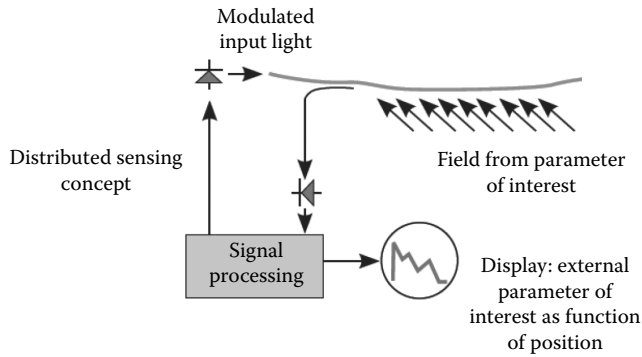 Modulated
input light
Distributed sensing
concept
Field from parameter
of interest
Signal
processing
Display: external
parameter of
interest as function
of position